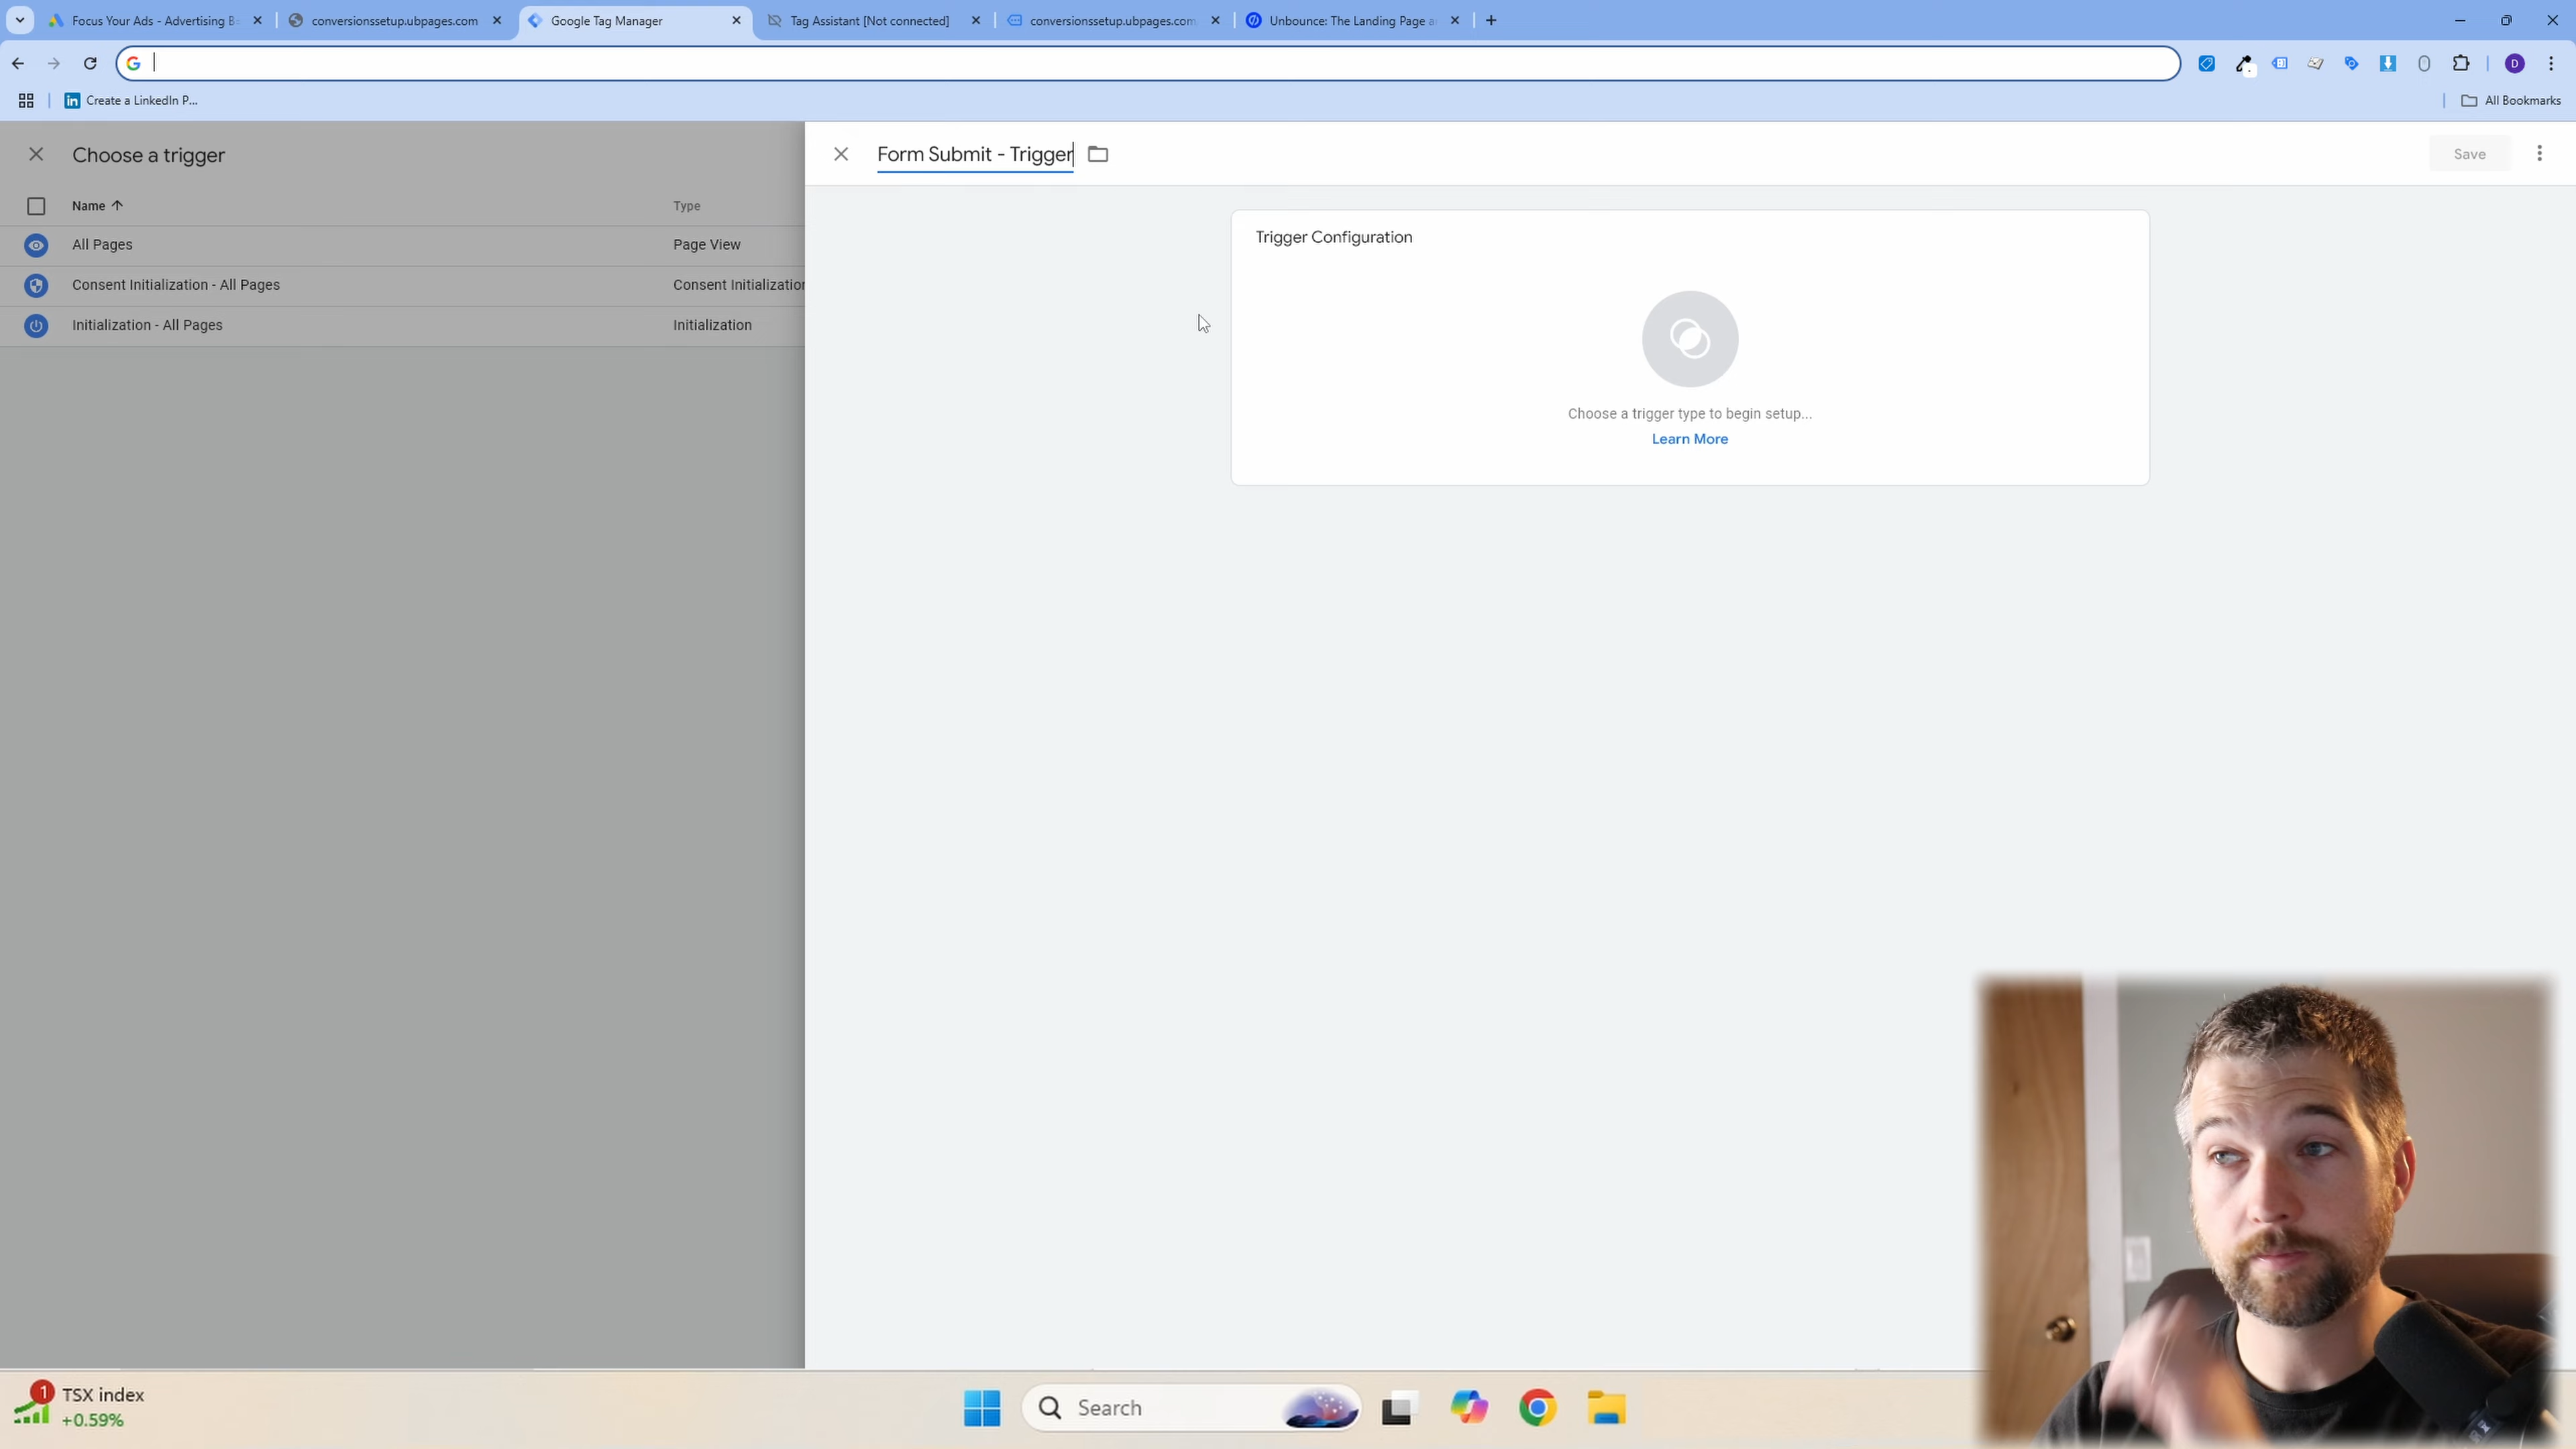 Focus Your Ads - Advertising B
conversionssetup.ubpages.com
Google Tag Manager
Tag Assistant [Not connected]
conversionssetup.ubpages.com
Unbounce: The Landing Page a
Create a LinkedIn P...
All Bookmarks
D
Choose a trigger
Form Submit - Trigger
Save
Name
Type
All Pages
Page View
Consent Initialization - All Pages
Consent Initialization
Initialization - All Pages
Initialization
Trigger Configuration
Choose a trigger type to begin setup...
Learn More
1
TSX index
+0.59%
Search